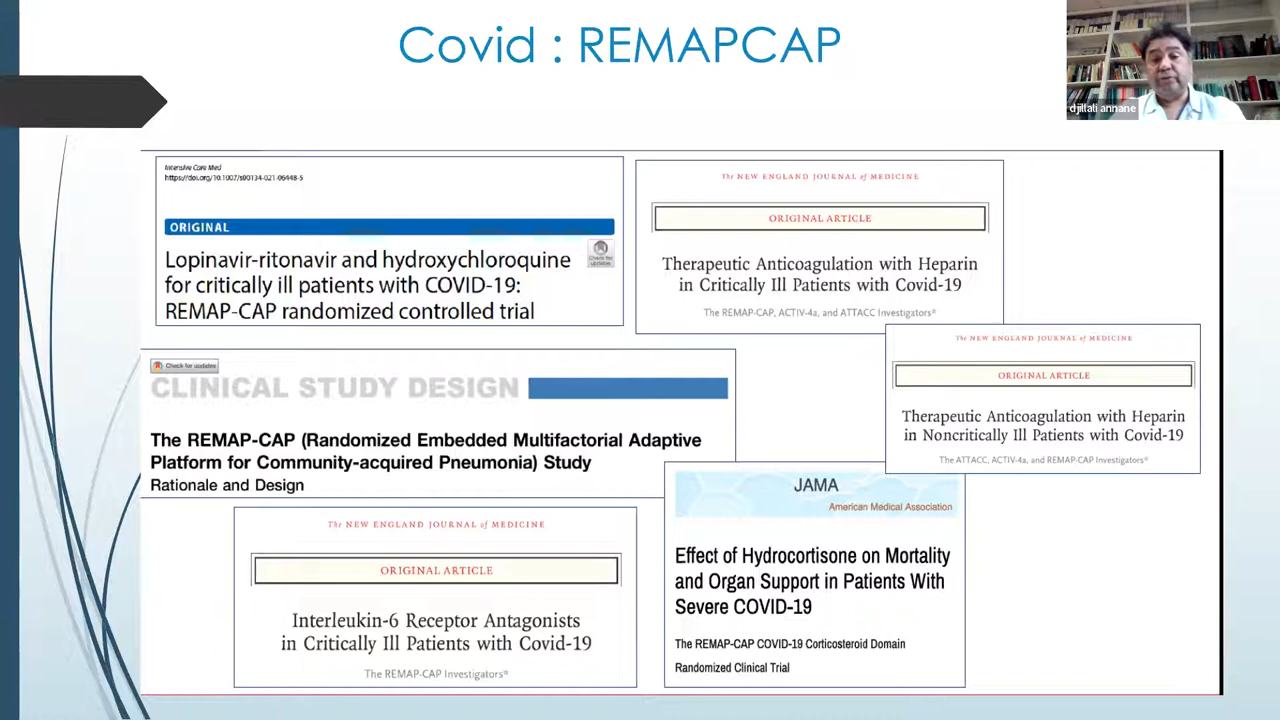 Covid : REMAPCAP
djillali annane
Intensive Care Med
https://doi.org/10.1007/s00134-021-06448-5
ORIGINAL
Check for
updates
Lopinavir-ritonavir and hydroxychloroquine
for critically ill patients with COVID-19:
REMAP-CAP randomized controlled trial
The NEW ENGLAND JOURNAL of MEDICINE
ORIGINAL ARTICLE
Therapeutic Anticoagulation with Heparin
in Critically Ill Patients with Covid-19
The REMAP-CAP, ACTIV-4a, and ATTACC Investigators*
The NEW ENGLAND JOURNAL of MEDICINE
ORIGINAL ARTICLE
Therapeutic Anticoagulation with Heparin
in Noncritically Ill Patients with Covid-19
The ATTACC, ACTIV-4a, and REMAP-CAP Investigators*
Check for updates
CLINICAL STUDY DESIGN
The REMAP-CAP (Randomized Embedded Multifactorial Adaptive
Platform for Community-acquired Pneumonia) Study
Rationale and Design
The NEW ENGLAND JOURNAL of MEDICINE
ORIGINAL ARTICLE
Interleukin-6 Receptor Antagonists
in Critically Ill Patients with Covid-19
The REMAP-CAP Investigators*
JAMA
American Medical Association
Effect of Hydrocortisone on Mortality
and Organ Support in Patients With
Severe COVID-19
The REMAP-CAP COVID-19 Corticosteroid Domain
Randomized Clinical Trial